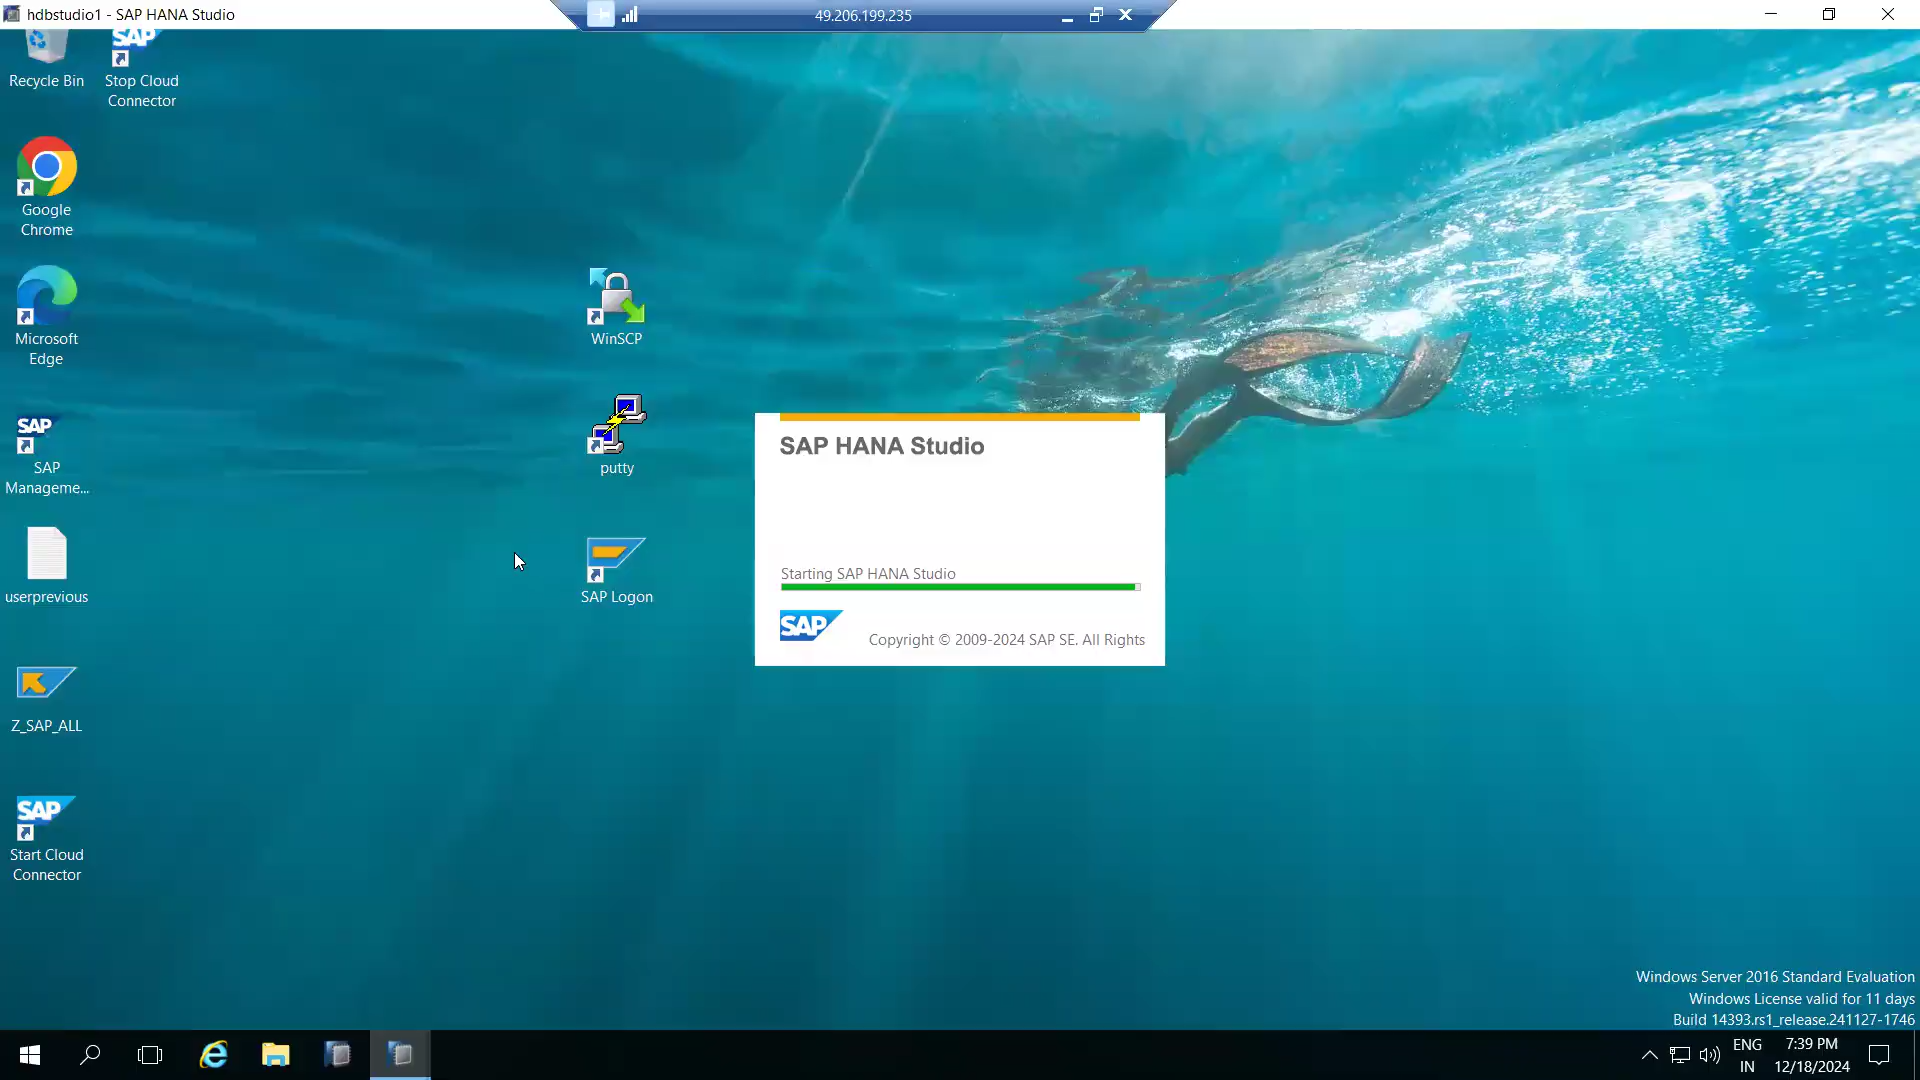 hdbstudio1 - SAP HANA Studio
49.206.199.235
SAP
Recycle Bin
Stop Cloud
Connector
Google
Chrome
Microsoft
Edge
WinSCP
SAP
SAP
Manageme...
putty
SAP HANA Studio
Starting SAP HANA Studio
SAP
Copyright © 2009-2024 SAP SE. All Rights
userprevious
SAP Logon
Z_SAP_ALL
SAP
Start Cloud
Connector
Windows Server 2016 Standard Evaluation
Windows License valid for 11 days
Build 14393.rs1_release.241127-1746
ENG
IN
7:39 PM
12/18/2024